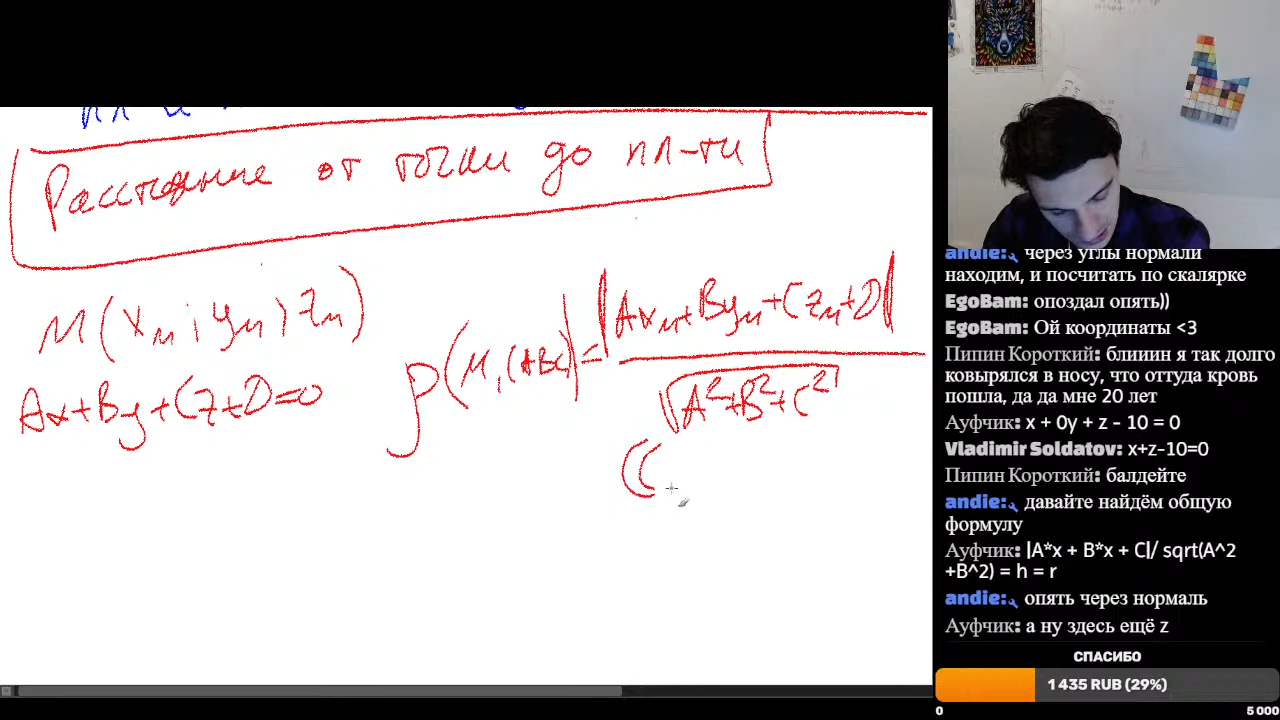 пл и
Расстояние от точки до пл-ти
M(xм; yм; zм)
Ax+By+Cz+D=0
ρ(M, (ABC)) = |Axм+Byм+Czм+D| / √A²+B²+C²
((
andie: через углы нормали
находим, и посчитать по скалярке
EgoBam: опоздал опять))
EgoBam: Ой координаты <3
Пипин Короткий: блииин я так долго
ковырялся в носу, что оттуда кровь
пошла, да да мне 20 лет
Ауфчик: x + 0y + z - 10 = 0
Vladimir Soldatov: x+z-10=0
Пипин Короткий: балдейте
andie: давайте найдём общую
формулу
Ауфчик: |A*x + B*x + C|/ sqrt(A^2
+B^2) = h = r
andie: опять через нормаль
Ауфчик: а ну здесь ещё z
СПАСИБО
1 435 RUB (29%)
0 5 000